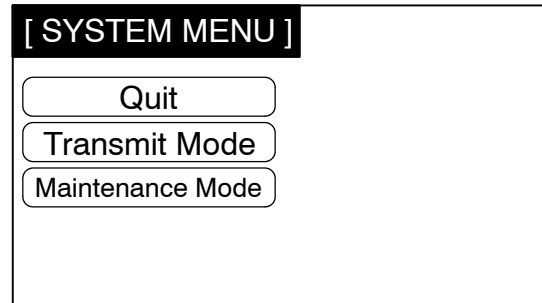 [ SYSTEM MENU ]
Quit
Transmit Mode
Maintenance Mode